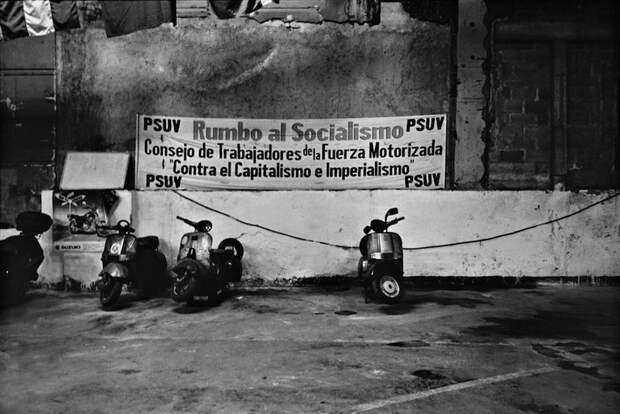 PSUV Rumbo al Socialismo PSUV
Consejo de Trabajadores de la Fuerza Motorizada
"Contra el Capitalismo e Imperialismo"
PSUV PSUV
SUZUKI